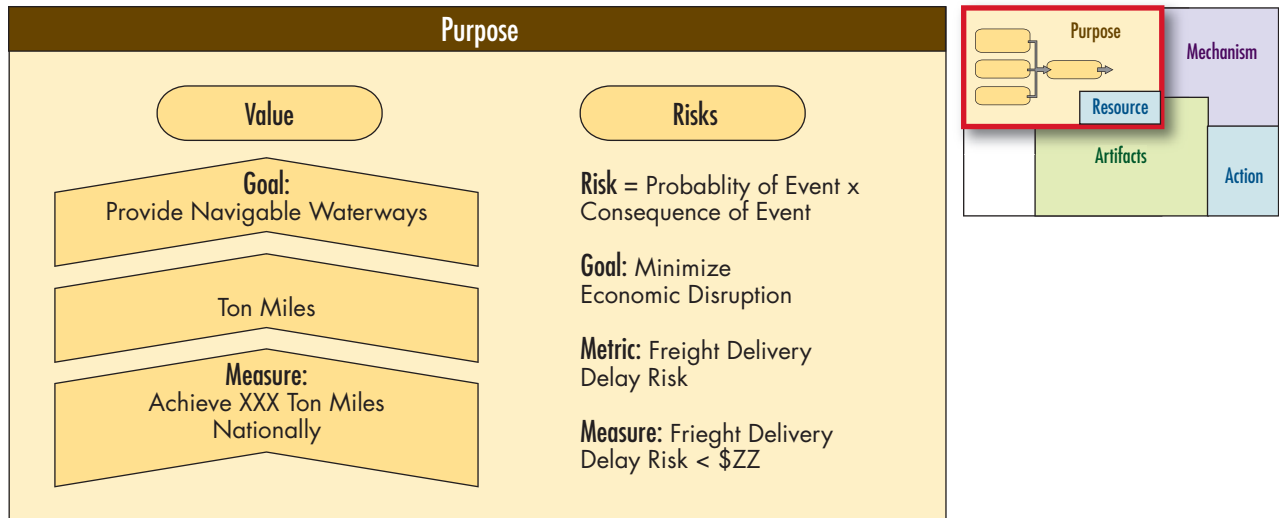 Purpose
Value
Goal:
Provide Navigable Waterways
Ton Miles
Measure:
Achieve XXX Ton Miles
Nationally
Risks
Risk = Probablity of Event x
Consequence of Event
Goal: Minimize
Economic Disruption
Metric: Freight Delivery
Delay Risk
Measure: Frieght Delivery
Delay Risk < $ZZ
Purpose
Mechanism
Resource
Artifacts
Action